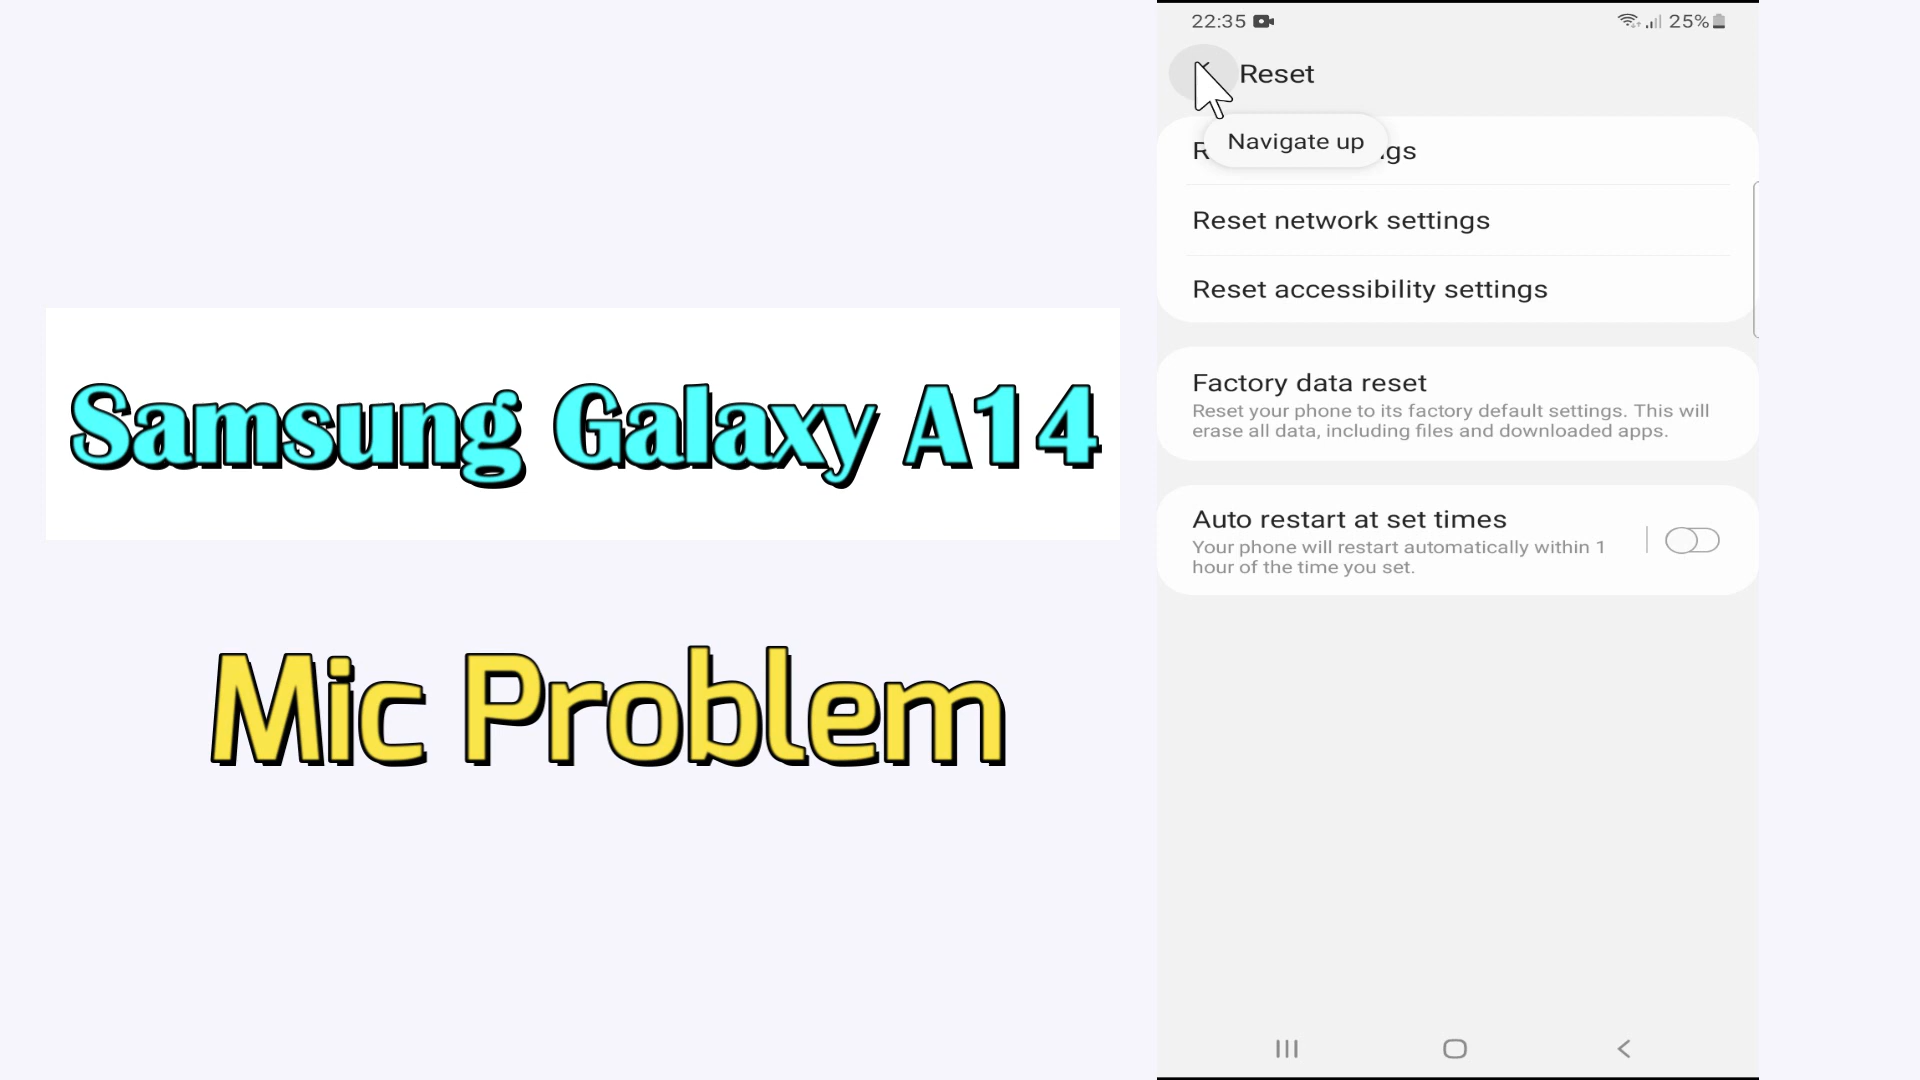 Samsung Galaxy A14
Mic Problem
22:35
25%
Reset
Navigate up
Reset network settings
Reset accessibility settings
Factory data reset
Reset your phone to its factory default settings. This will
erase all data, including files and downloaded apps.
Auto restart at set times
Your phone will restart automatically within 1
hour of the time you set.